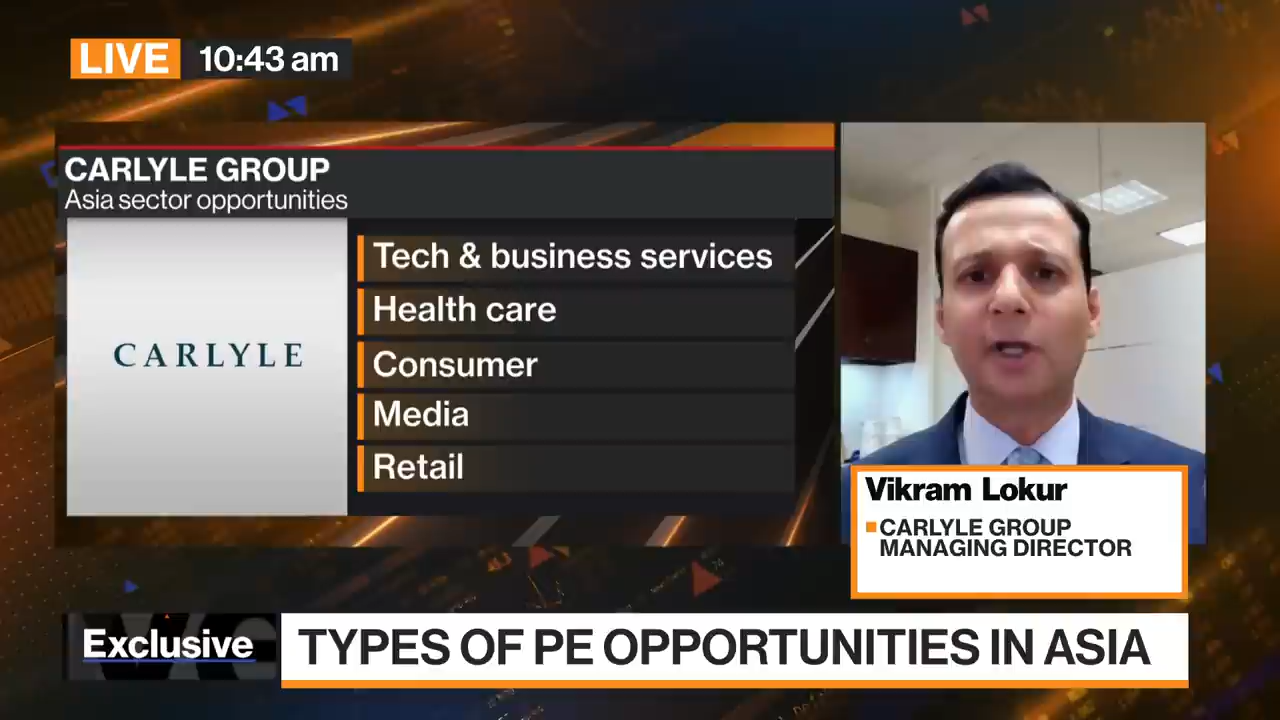 LIVE 10:43 am
CARLYLE GROUP
Asia sector opportunities
CARLYLE
Tech & business services
Health care
Consumer
Media
Retail
Vikram Lokur
CARLYLE GROUP
MANAGING DIRECTOR
Exclusive
TYPES OF PE OPPORTUNITIES IN ASIA